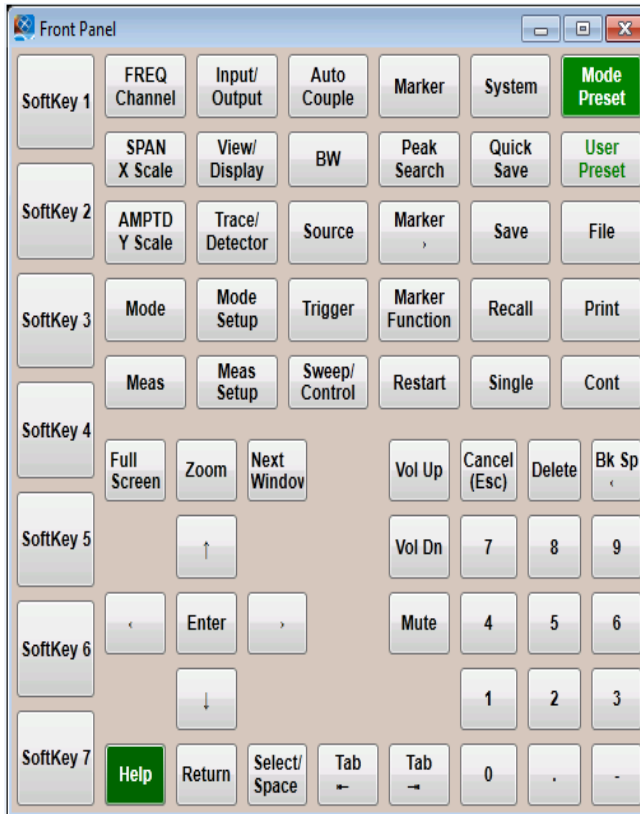 Front Panel
SoftKey 1
FREQ
Channel
Input/
Output
Auto
Couple
Marker
System
Mode
Preset
SPAN
X Scale
View/
Display
BW
Peak
Search
Quick
Save
User
Preset
SoftKey 2
AMPTD
Y Scale
Trace/
Detector
Source
Marker
›
Save
File
SoftKey 3
Mode
Mode
Setup
Trigger
Marker
Function
Recall
Print
Meas
Meas
Setup
Sweep/
Control
Restart
Single
Cont
SoftKey 4
Full
Screen
Zoom
Next
Window
Vol Up
Cancel
(Esc)
Delete
Bk Sp
‹
SoftKey 5
↑
Vol Dn
7
8
9
‹
Enter
›
Mute
4
5
6
SoftKey 6
↓
1
2
3
SoftKey 7
Help
Return
Select/
Space
Tab
⇤
Tab
⇥
0
.
-